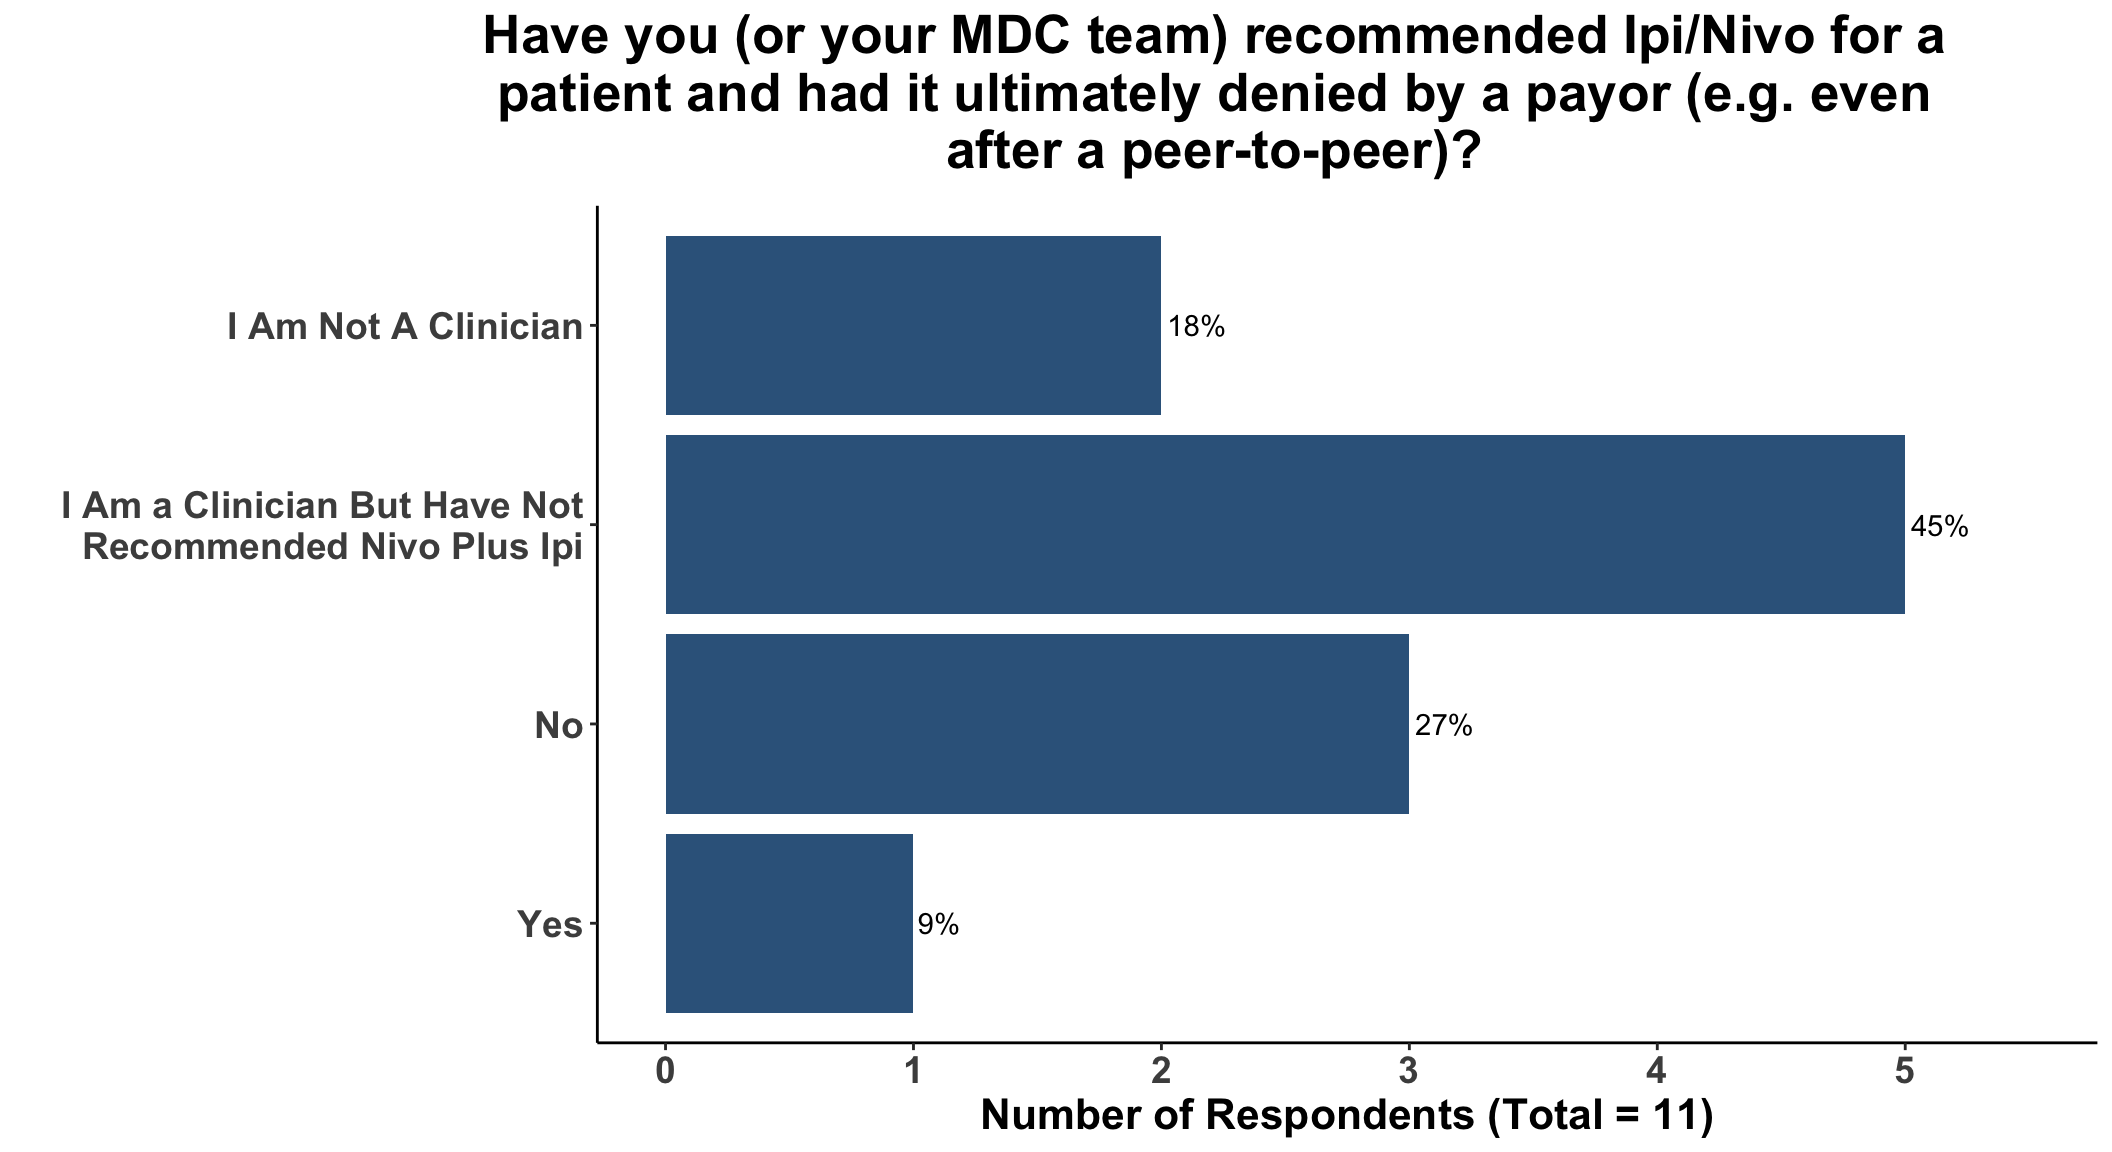 Have you (or your MDC team) recommended Ipi/Nivo for a
patient and had it ultimately denied by a payor (e.g. even
after a peer-to-peer)?
I Am Not A Clinician
18%
I Am a Clinician But Have Not
Recommended Nivo Plus Ipi
45%
No
27%
Yes
9%
0 1 2 3 4 5
Number of Respondents (Total = 11)